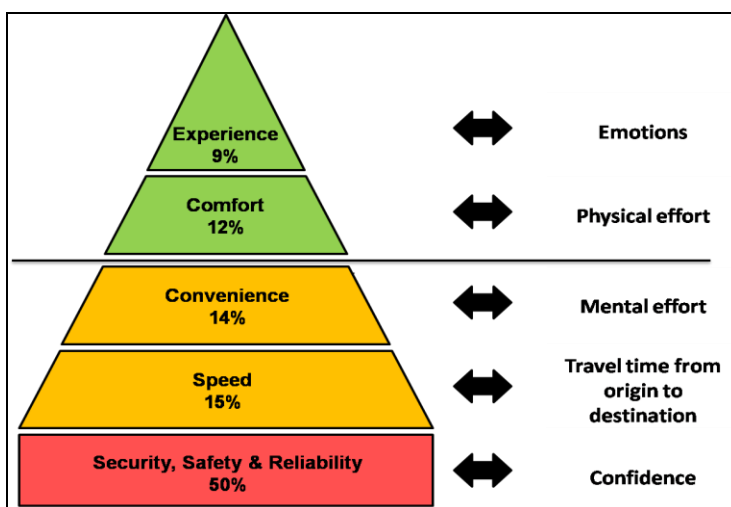 Experience
9%
Emotions
Comfort
12%
Physical effort
Convenience
14%
Mental effort
Speed
15%
Travel time from
origin to
destination
Security, Safety & Reliability
50%
Confidence